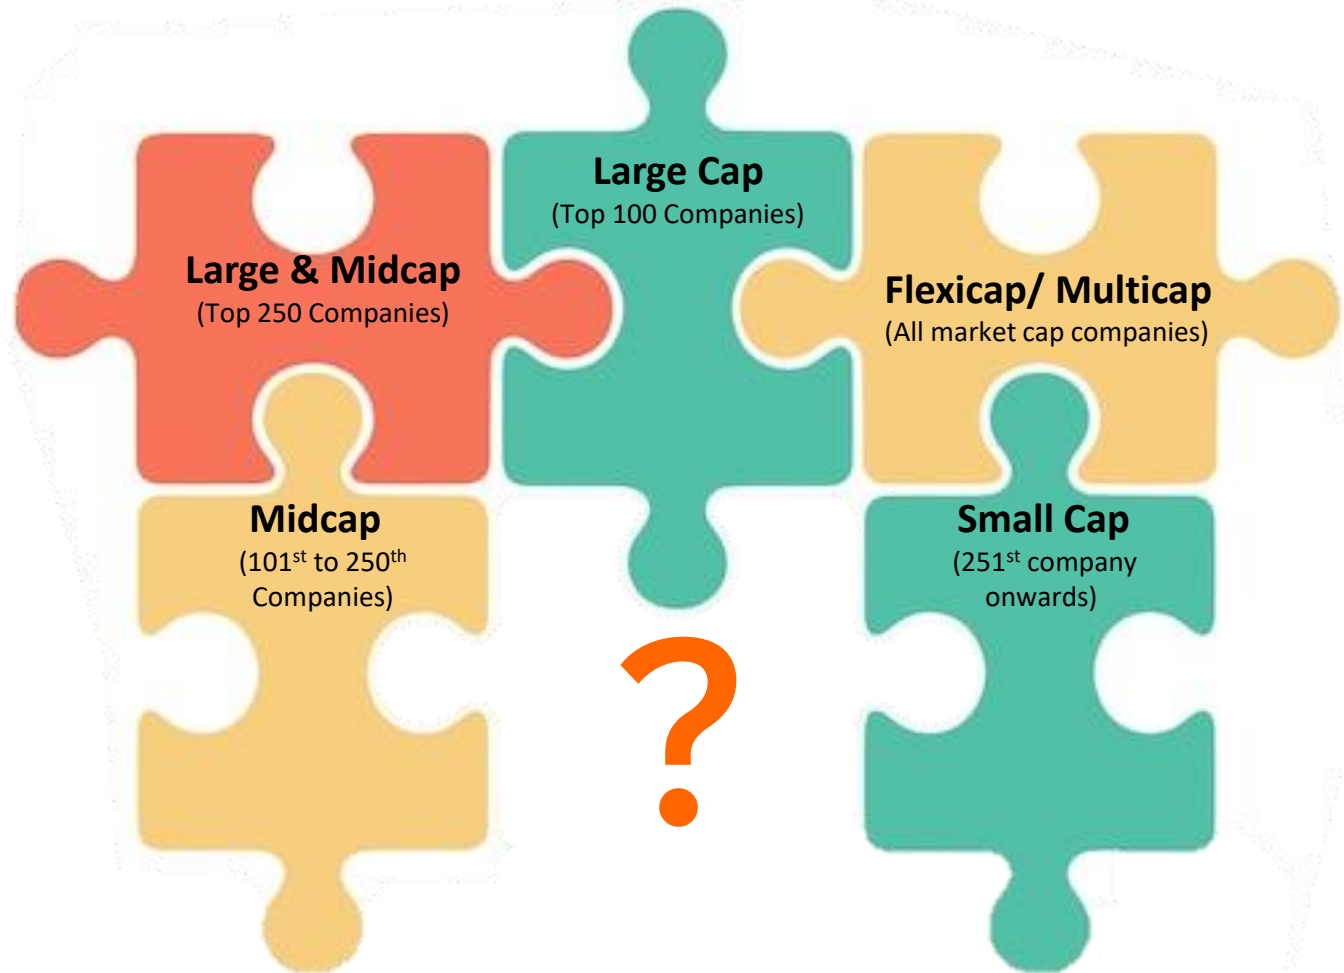 Large Cap
(Top 100 Companies)
Large & Midcap
(Top 250 Companies)
Flexicap/ Multicap
(All market cap companies)
Midcap
(101st to 250th
Companies)
Small Cap
(251st company
onwards)
?